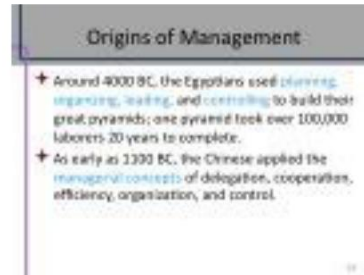 Origins of Management
Around 4000 BC, the Egyptians used planning,
organizing, leading, and controlling to build their
great pyramids; one pyramid took over 100,000
laborers 20 years to complete.
As early as 1100 BC, the Chinese applied the
managerial concepts of delegation, cooperation,
efficiency, organization, and control.